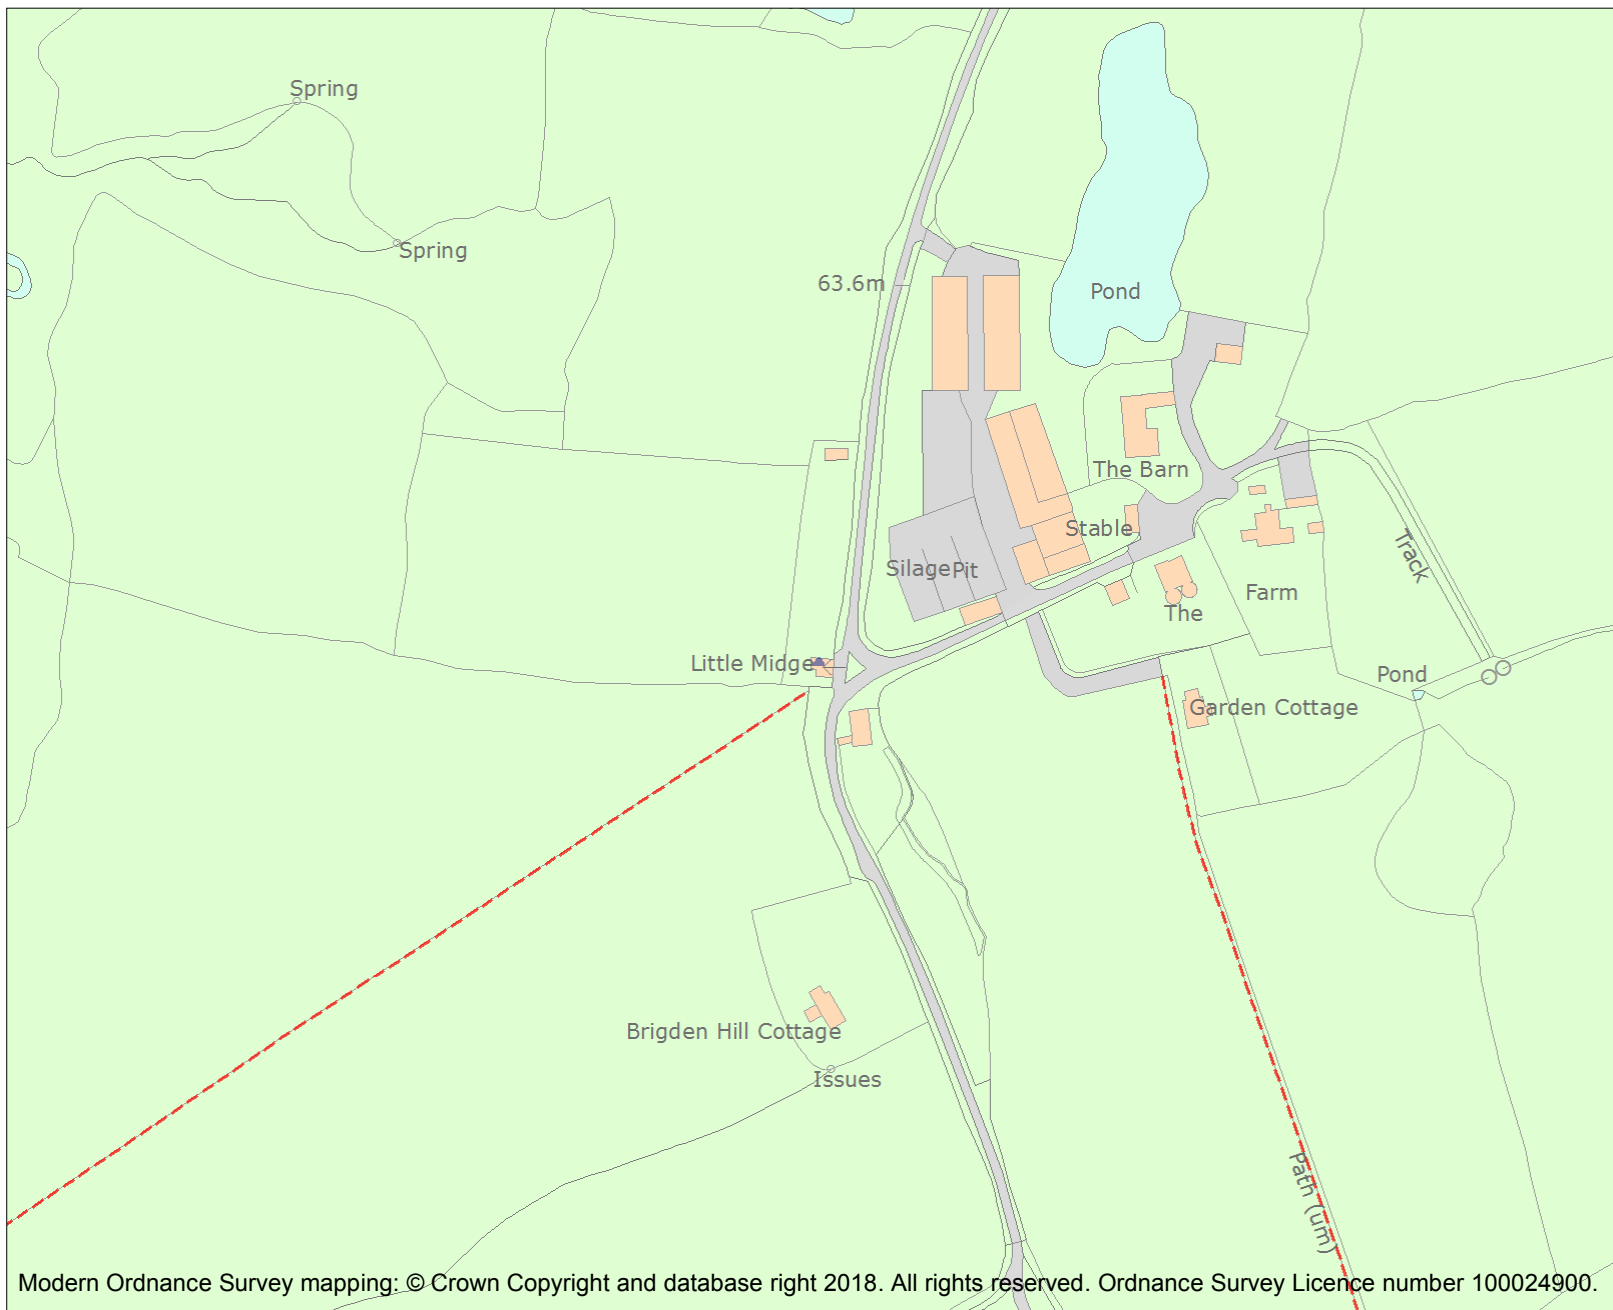 Spring
Spring
63.6m
Pond
The Barn
Stable
Silage Pit
Track
Farm
The
Little Midge
Pond
Garden Cottage
Brigden Hill Cottage
Issues
Path (um)
Modern Ordnance Survey mapping: © Crown Copyright and database right 2018. All rights reserved. Ordnance Survey Licence number 100024900.